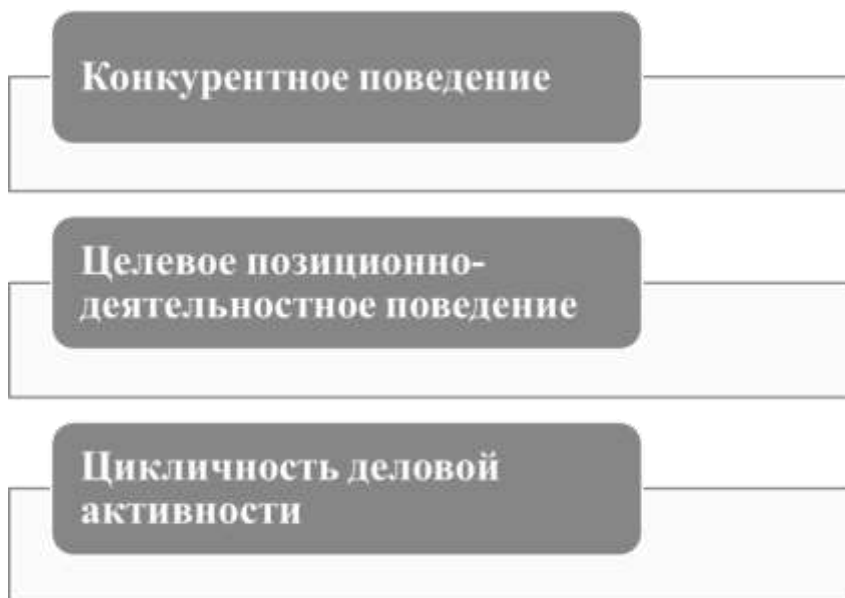 Конкурентное поведение
Целевое позиционно-
деятельностное поведение
Цикличность деловой
активности